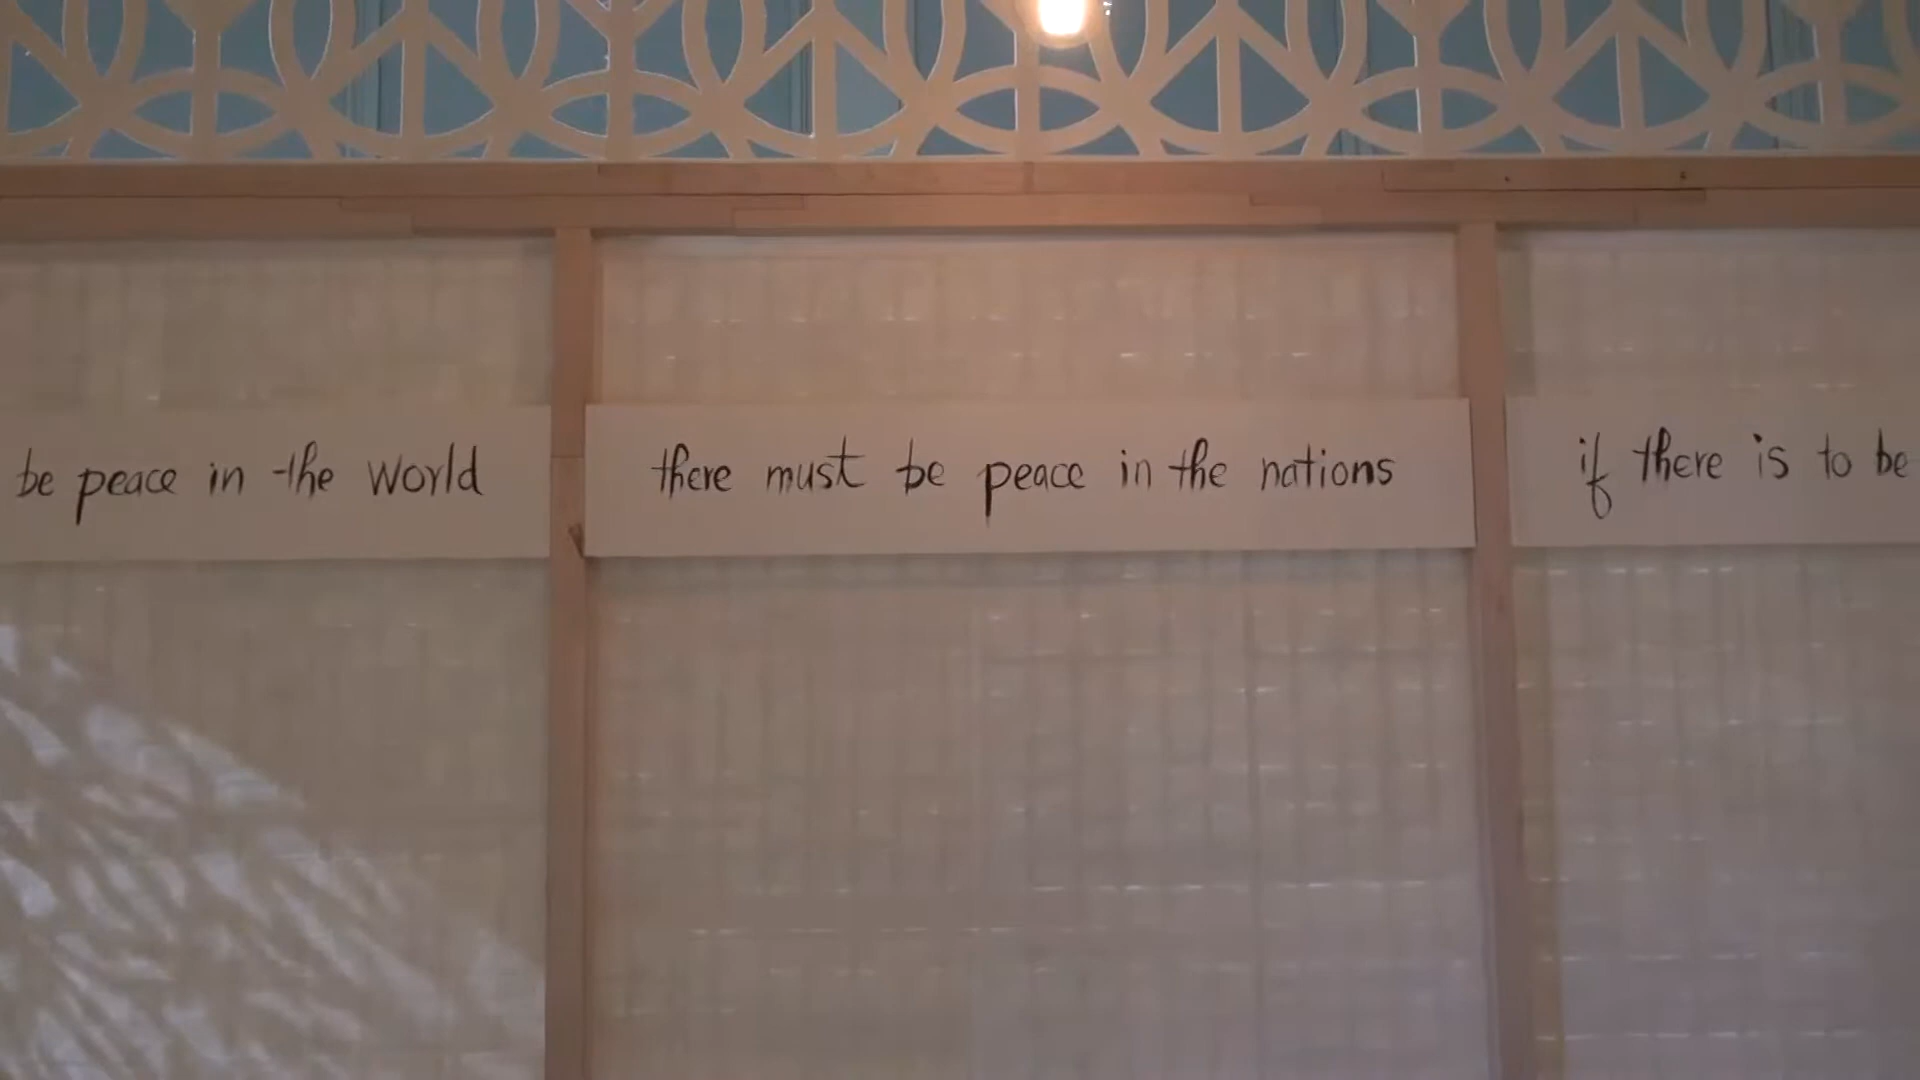 be peace in the world
there must be peace in the nations
if there is to be